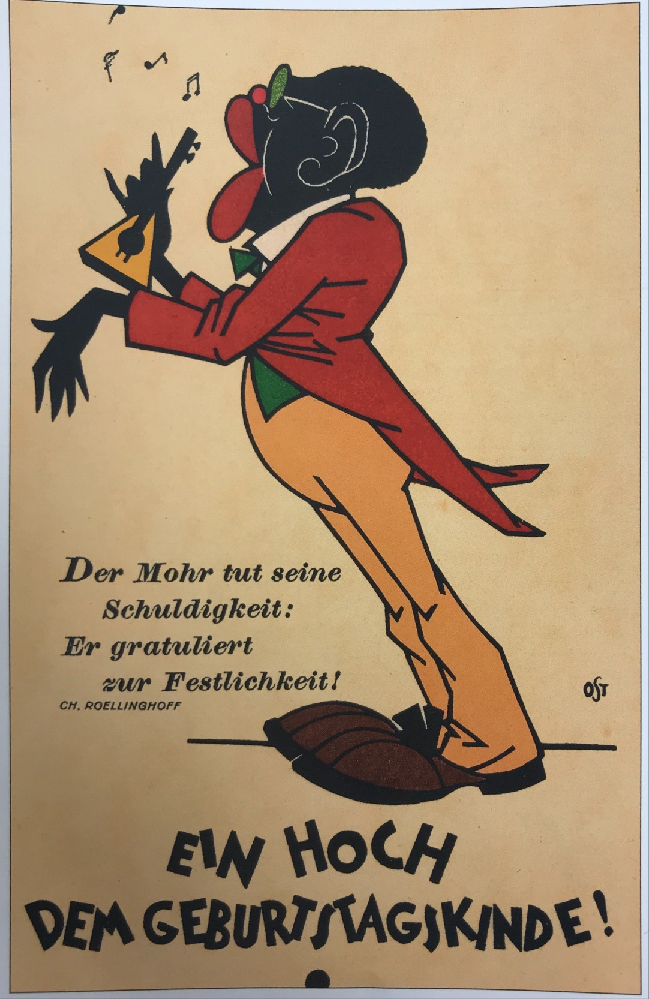 Der Mohr tut seine
Schuldigkeit:
Er gratuliert
zur Festlichkeit!
CH. ROELLINGHOFF
OST
EIN HOCH
DEM GEBURTSTAGSKINDE!